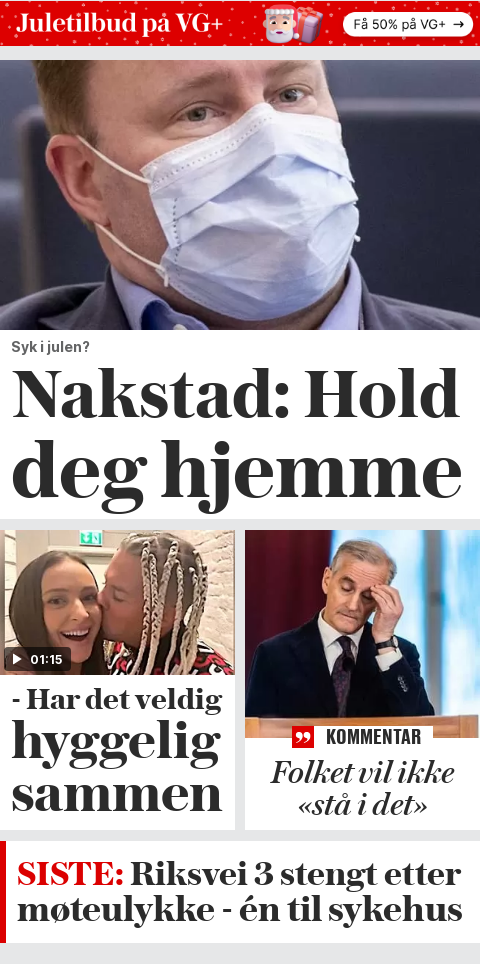 Juletilbud på VG+
Få 50% på VG+ →
Syk i julen?
Nakstad: Hold
deg hjemme
01:15
- Har det veldig
hyggelig
sammen
KOMMENTAR
Folket vil ikke
«stå i det»
SISTE: Riksvei 3 stengt etter
møteulykke - én til sykehus